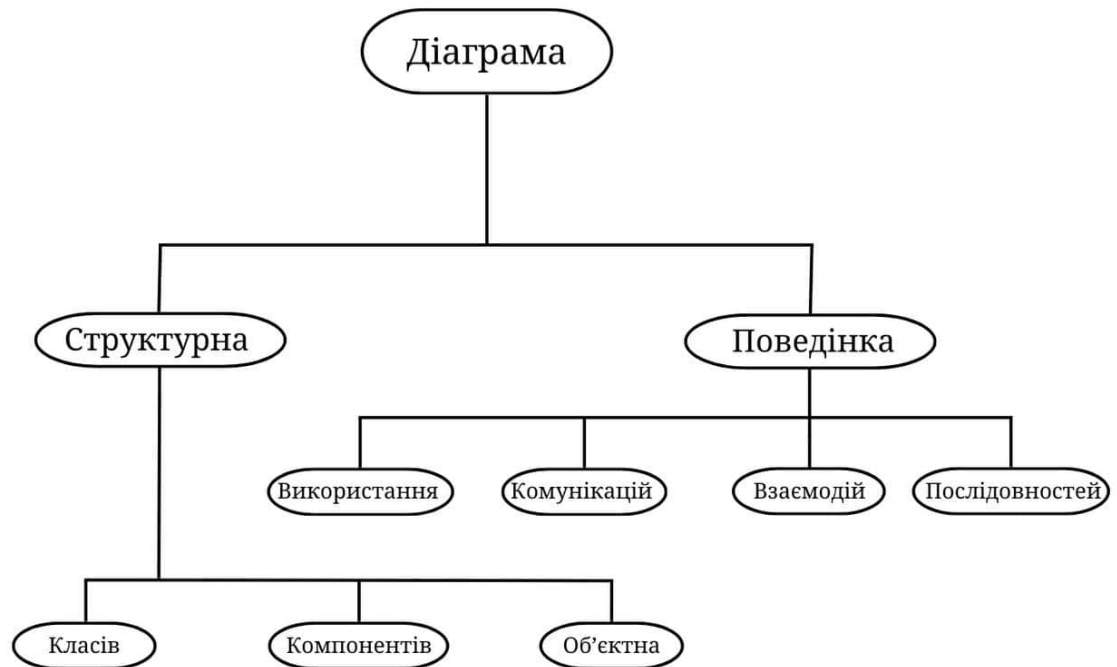 Діаграма
Структурна
Поведінка
Використання
Комунікацій
Взаємодій
Послідовностей
Класів
Компонентів
Об’єктна